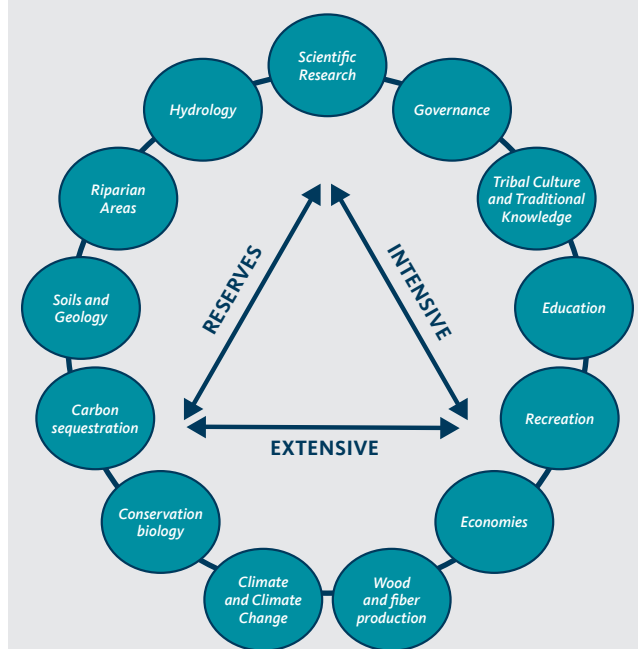 Scientific
Research
Governance
Tribal Culture
and Traditional
Knowledge
Education
Recreation
Economies
Wood
and fiber
production
Climate
and Climate
Change
Conservation
biology
Carbon
sequestration
Soils and
Geology
Riparian
Areas
Hydrology
RESERVES
INTENSIVE
EXTENSIVE